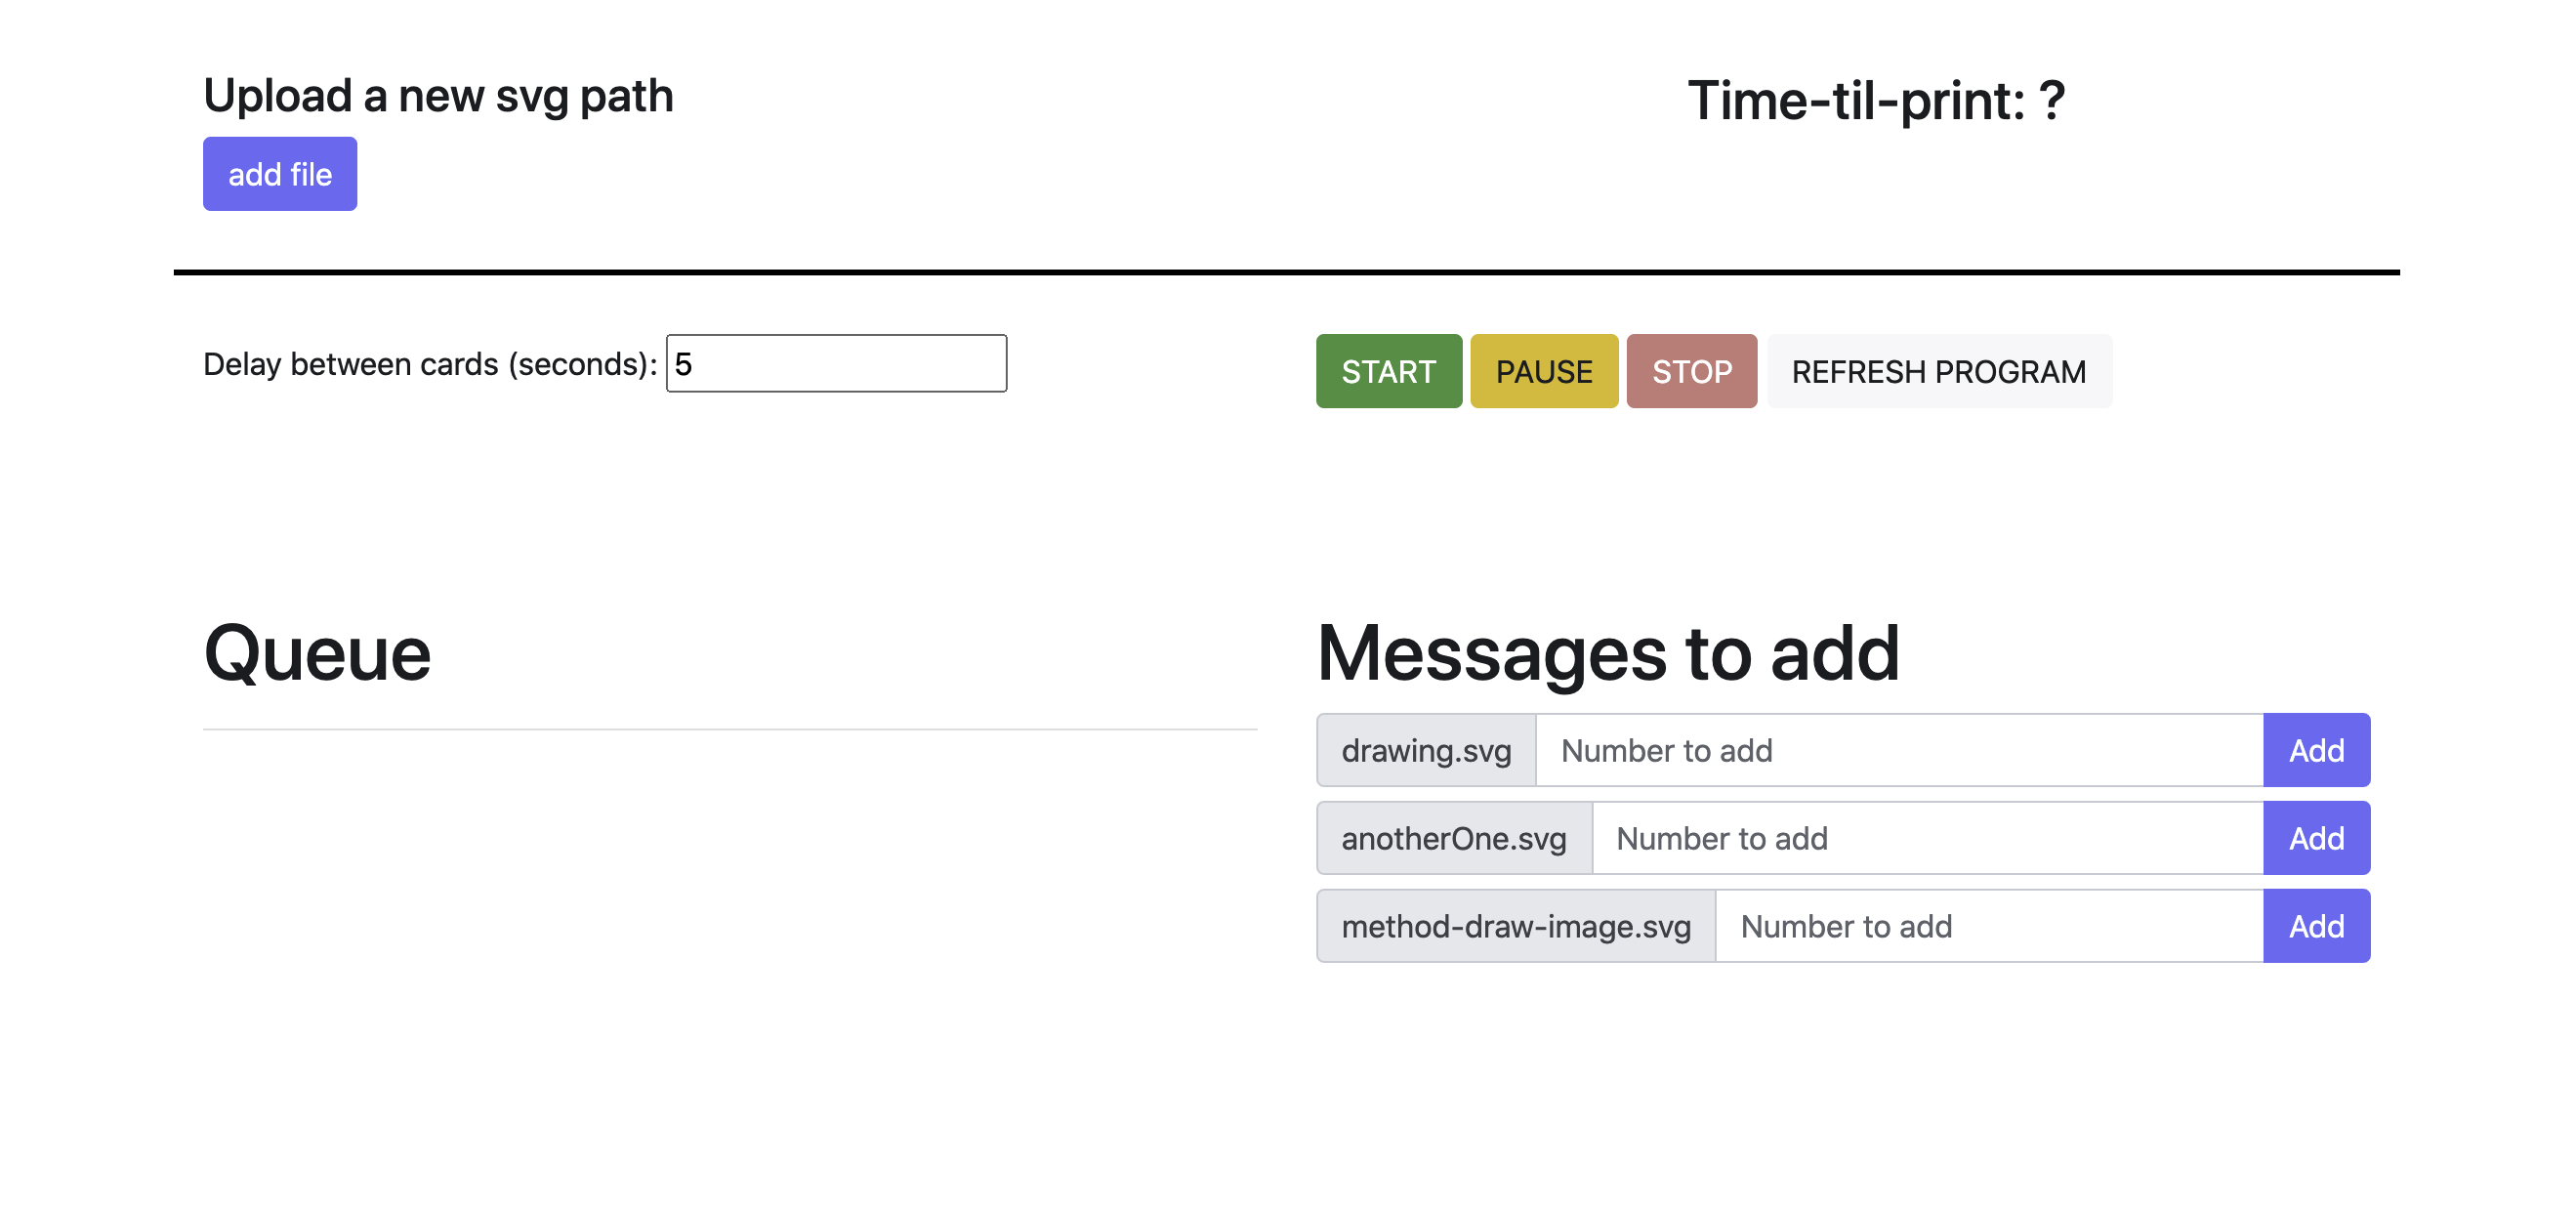 Upload a new svg path
Time-til-print: ?
add file
Delay between cards (seconds): 5
START PAUSE STOP REFRESH PROGRAM
Queue
Messages to add
drawing.svg Number to add Add
anotherOne.svg Number to add Add
method-draw-image.svg Number to add Add